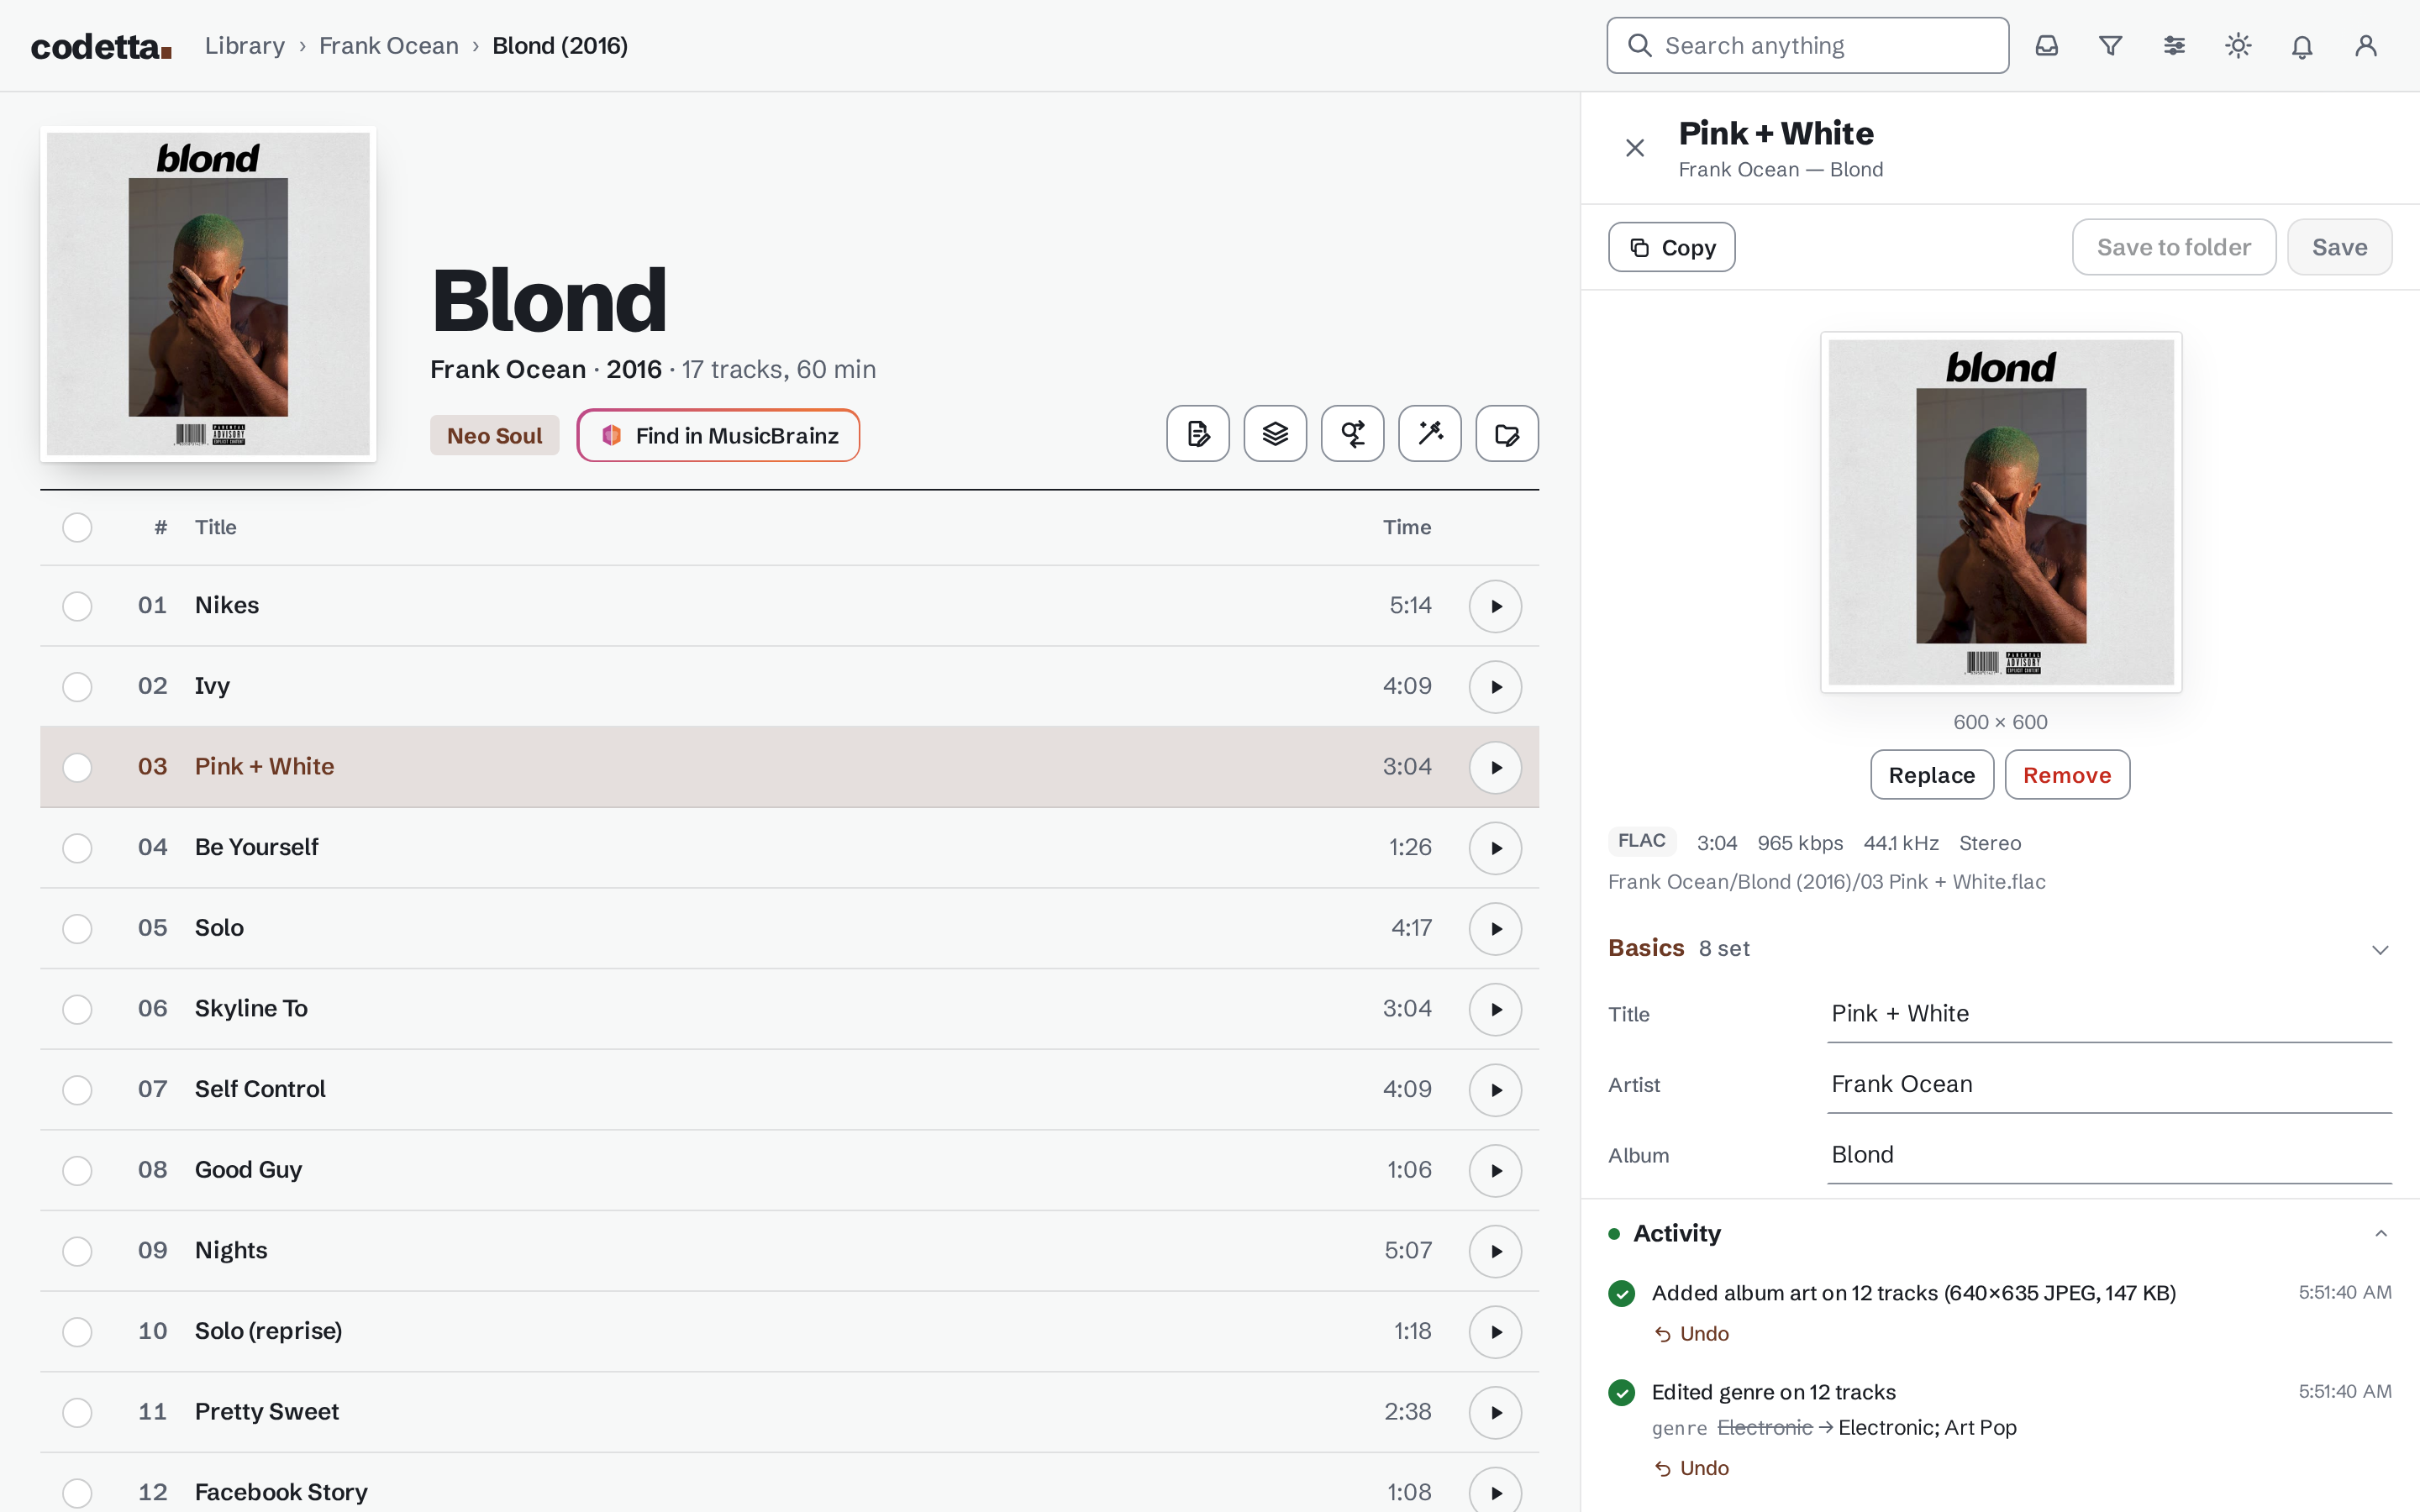 codetta.
Library › Frank Ocean › Blond (2016)
Search anything
blond
PARENTAL
ADVISORY
EXPLICIT CONTENT
Blond
Frank Ocean · 2016 · 17 tracks, 60 min
Neo Soul
Find in MusicBrainz
# Title Time
01 Nikes 5:14
02 Ivy 4:09
03 Pink + White 3:04
04 Be Yourself 1:26
05 Solo 4:17
06 Skyline To 3:04
07 Self Control 4:09
08 Good Guy 1:06
09 Nights 5:07
10 Solo (reprise) 1:18
11 Pretty Sweet 2:38
12 Facebook Story 1:08
Pink + White
Frank Ocean — Blond
Copy
Save to folder
Save
blond
PARENTAL
ADVISORY
EXPLICIT CONTENT
600 × 600
Replace
Remove
FLAC 3:04 965 kbps 44.1 kHz Stereo
Frank Ocean/Blond (2016)/03 Pink + White.flac
Basics 8 set
Title Pink + White
Artist Frank Ocean
Album Blond
Activity
Added album art on 12 tracks (640×635 JPEG, 147 KB) 5:51:40 AM
Undo
Edited genre on 12 tracks 5:51:40 AM
genre Electronic → Electronic; Art Pop
Undo